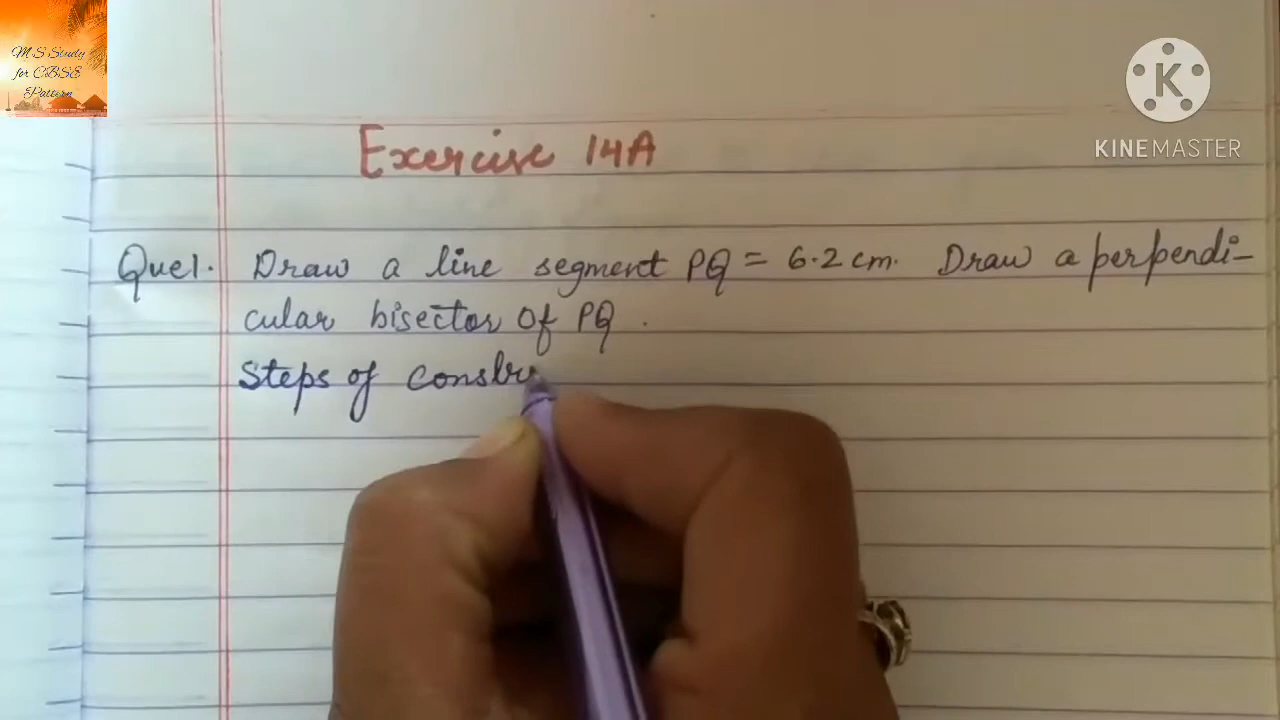 M.S Study
for CBSE
Pattern
K
KINEMASTER
Exercise 14A
Que1. Draw a line segment PQ = 6.2 cm. Draw a perpendi-
cular bisector of PQ.
Steps of constru